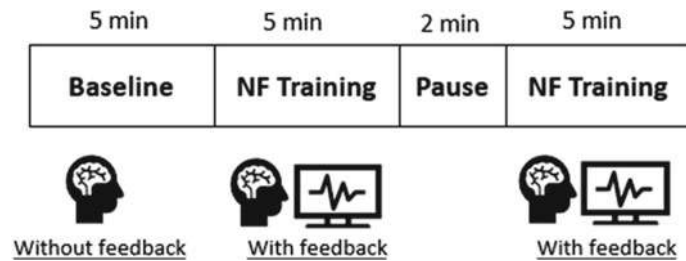 5 min 5 min 2 min 5 min
Baseline NF Training Pause NF Training
Without feedback With feedback With feedback